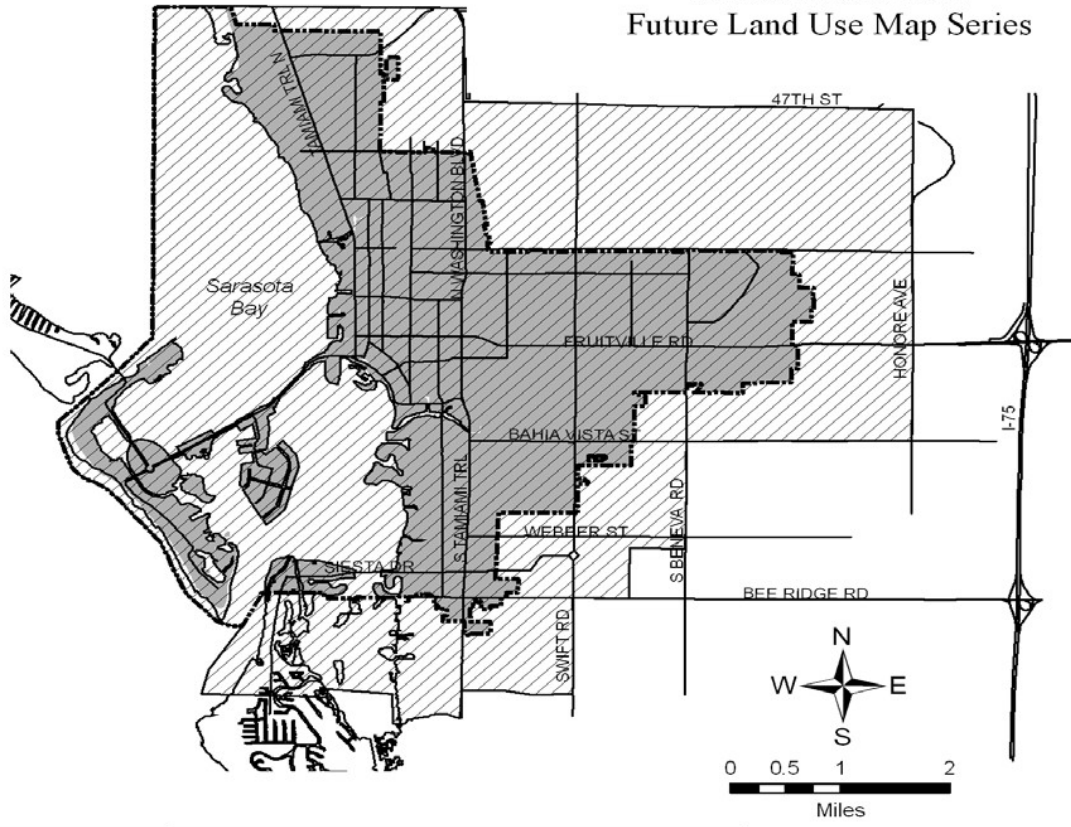 Future Land Use Map Series
47TH ST
TAMIAMI TRL N
N WASHINGTON BLVD
Sarasota
Bay
HONORE AVE
FRUITVILLE RD
I-75
BAHIA VISTA ST
S TAMIAMI TRL
WEBBER ST
S BENEVA RD
SIESTA DR
BEE RIDGE RD
SWIFT RD
N
W E
S
0 0.5 1 2
Miles